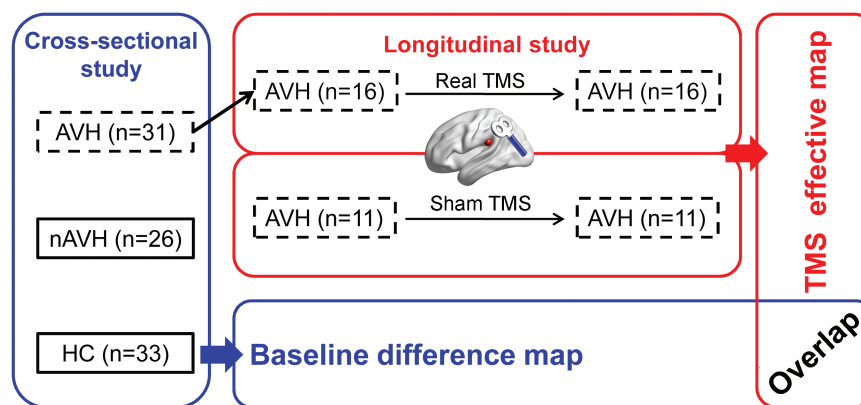 Cross-sectional
study
AVH (n=31)
nAVH (n=26)
HC (n=33)
Longitudinal study
AVH (n=16)
Real TMS
AVH (n=16)
AVH (n=11)
Sham TMS
AVH (n=11)
Baseline difference map
TMS effective map
Overlap